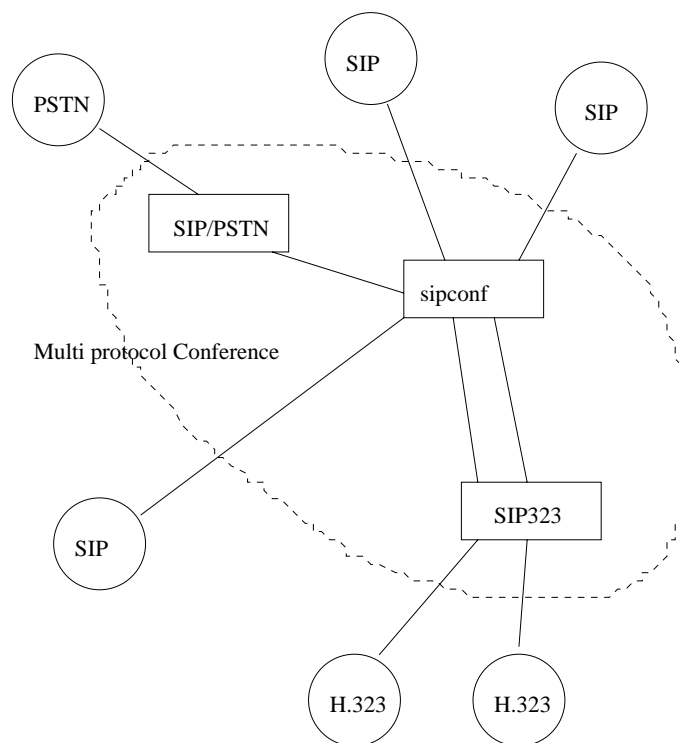 SIP
PSTN
SIP
SIP/PSTN
sipconf
Multi protocol Conference
SIP323
SIP
H.323
H.323